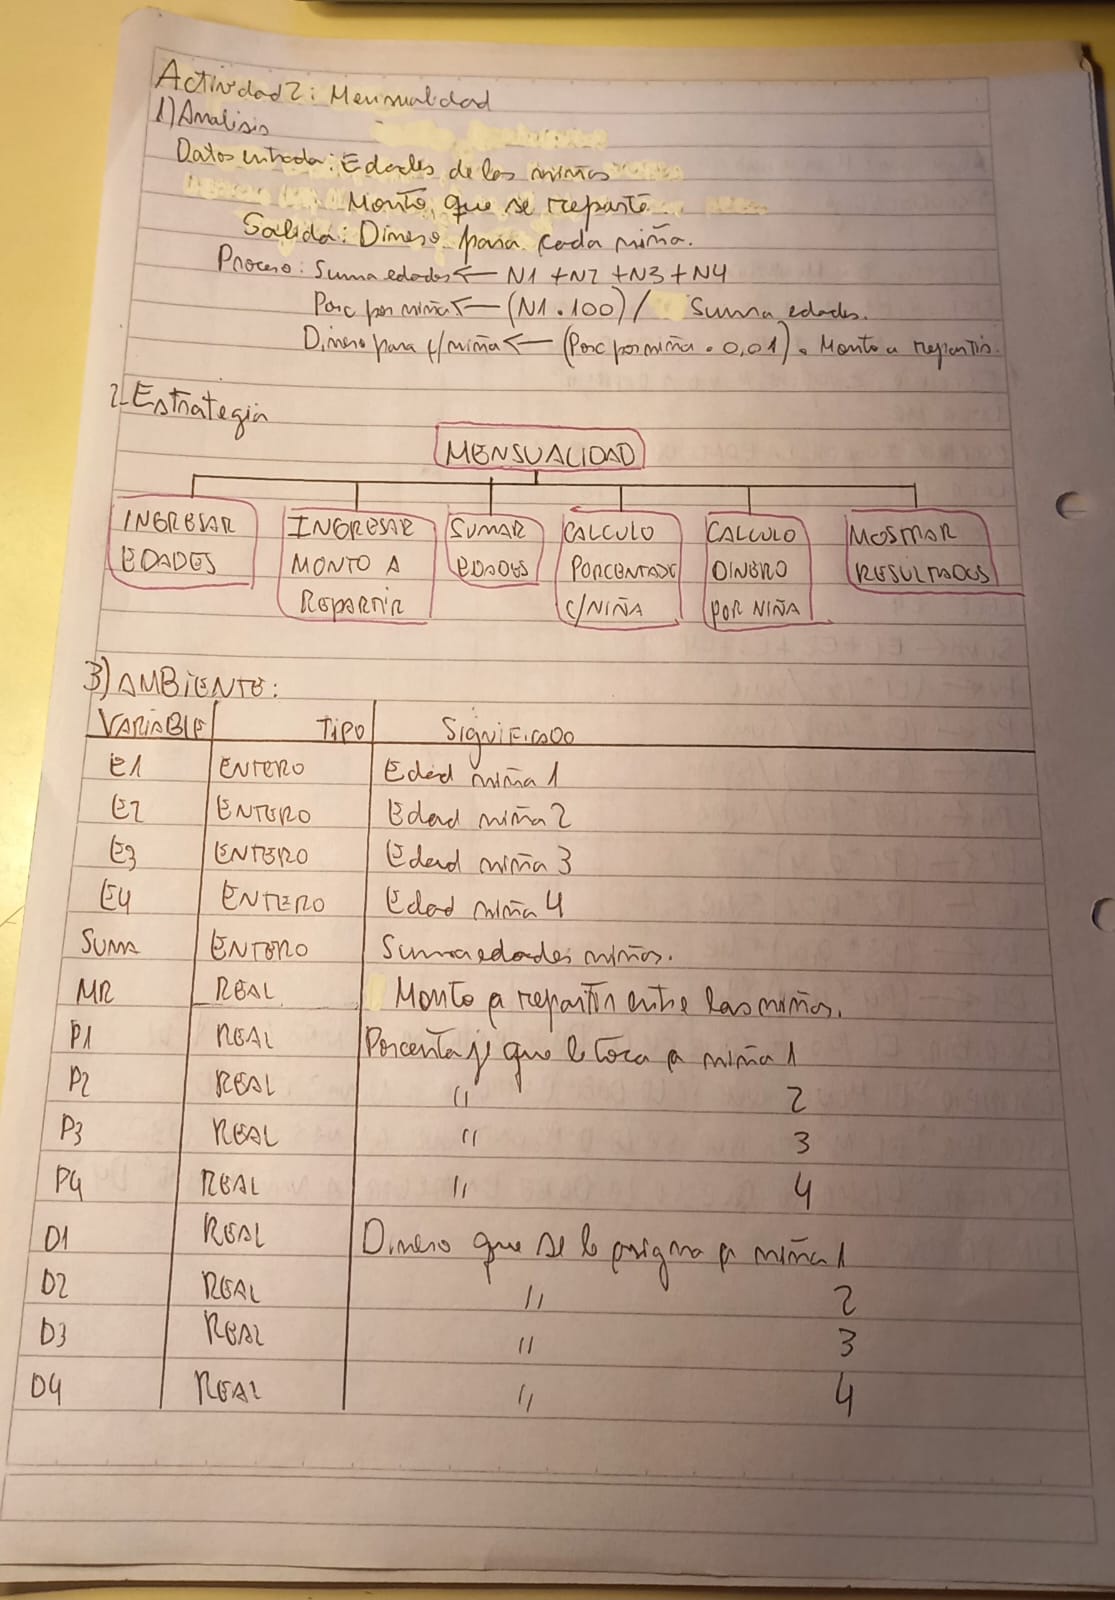 Actividad 2: Mensualidad
1) Analisis
Datos entrada: Edades de las niñas
Monto que se reparte.
Salida: Dinero para cada niña.
Proceso: Suma edades ← N1 + N2 + N3 + N4
Porc por niña ← (N1 . 100) / Suma edades.
Dinero para c/niña ← (Porc por niña . 0,01) . Monto a repartir.
2- Estrategia
MENSUALIDAD
INGRESAR EDADES
INGRESAR MONTO A REPARTIR
SUMAR EDADES
CALCULO PORCENTAJE C/NIÑA
CALCULO DINERO POR NIÑA
MOSTRAR RESULTADOS
3) AMBIENTE:
VARIABLE TIPO SIGNIFICADO
E1 ENTERO Edad niña 1
E2 ENTERO Edad niña 2
E3 ENTERO Edad niña 3
E4 ENTERO Edad niña 4
SUMA ENTERO Suma edades niñas.
MR REAL Monto a repartir entre las niñas.
P1 REAL Porcentaje que le toca a niña 1
P2 REAL " 2
P3 REAL " 3
P4 REAL " 4
D1 REAL Dinero que se le asigna a niña 1
D2 REAL " 2
D3 REAL " 3
D4 REAL " 4